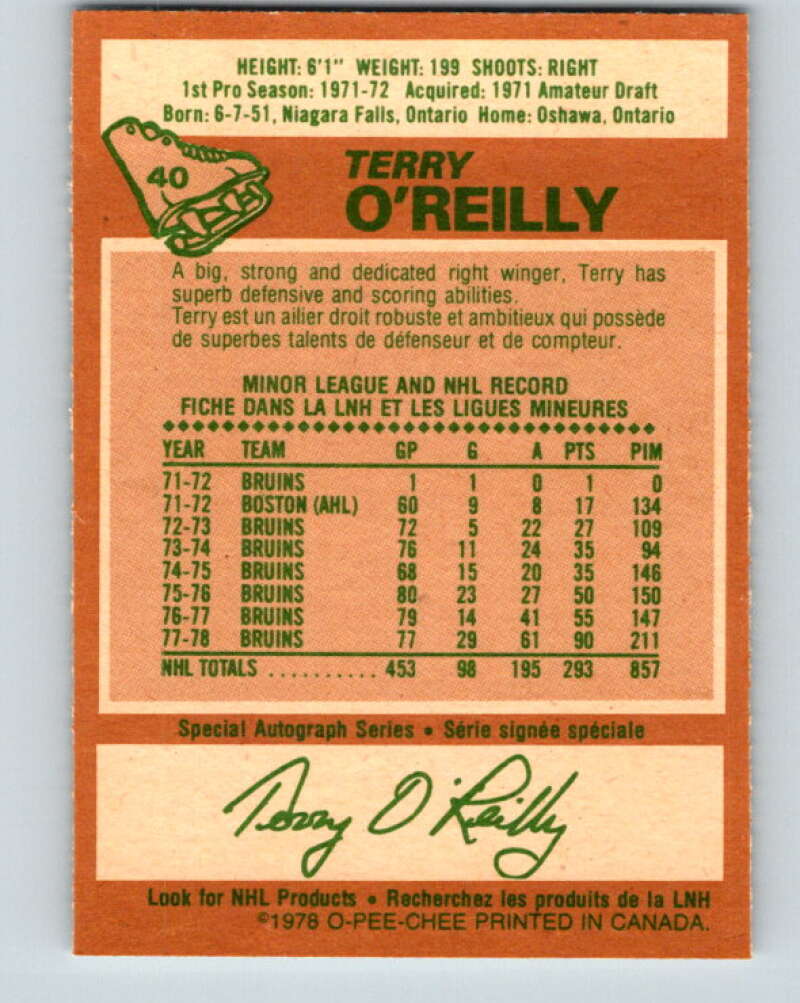 HEIGHT: 6'1" WEIGHT: 199 SHOOTS: RIGHT
1st Pro Season: 1971-72 Acquired: 1971 Amateur Draft
Born: 6-7-51, Niagara Falls, Ontario Home: Oshawa, Ontario
40
TERRY
O'REILLY
A big, strong and dedicated right winger, Terry has
superb defensive and scoring abilities.
Terry est un ailier droit robuste et ambitieux qui possède
de superbes talents de défenseur et de compteur.
MINOR LEAGUE AND NHL RECORD
FICHE DANS LA LNH ET LES LIGUES MINEURES
YEAR TEAM GP G A PTS PIM
71-72 BRUINS 1 1 0 1 0
71-72 BOSTON (AHL) 60 9 8 17 134
72-73 BRUINS 72 5 22 27 109
73-74 BRUINS 76 11 24 35 94
74-75 BRUINS 68 15 20 35 146
75-76 BRUINS 80 23 27 50 150
76-77 BRUINS 79 14 41 55 147
77-78 BRUINS 77 29 61 90 211
NHL TOTALS .......... 453 98 195 293 857
Special Autograph Series • Série signée spéciale
Terry O'Reilly
Look for NHL Products • Recherchez les produits de la LNH
©1978 O-PEE-CHEE PRINTED IN CANADA.